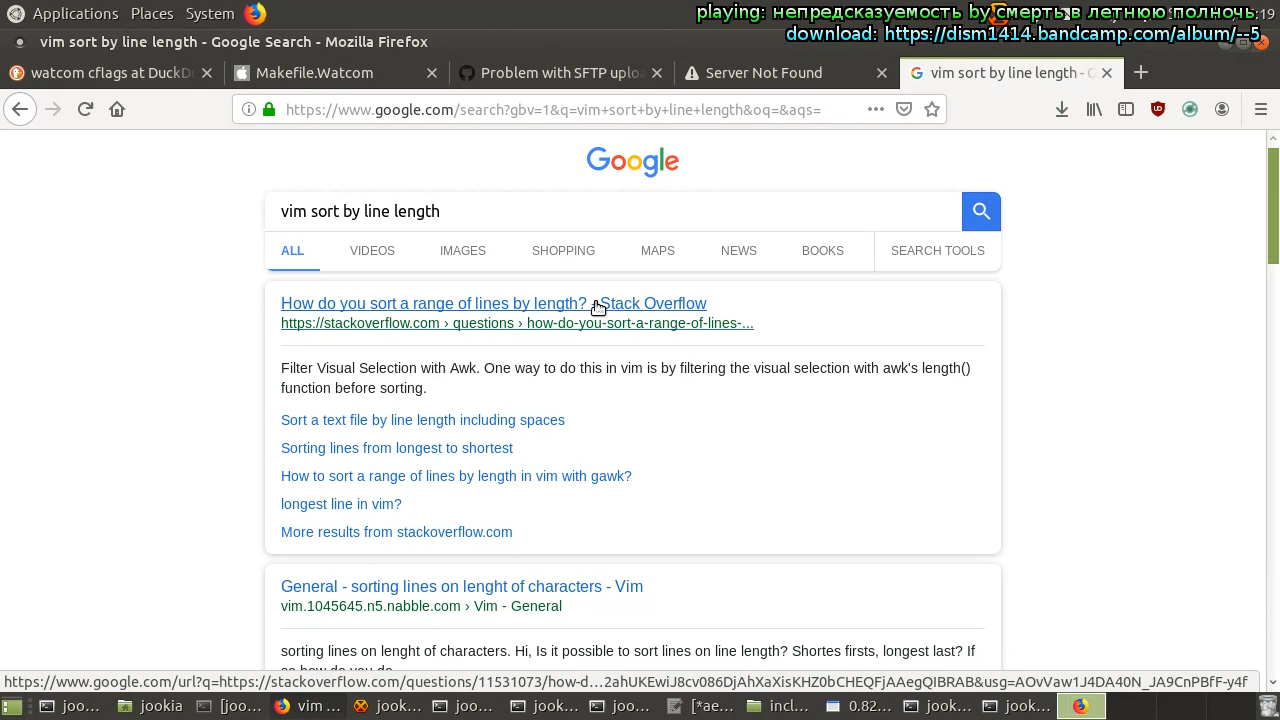 Applications Places System
:19
playing: непредсказуемость by смерть в летнюю полночь
download: https://dism1414.bandcamp.com/album/--5
vim sort by line length - Google Search - Mozilla Firefox
watcom cflags at DuckD
Makefile.Watcom
Problem with SFTP uplo
Server Not Found
vim sort by line length -
https://www.google.com/search?gbv=1&q=vim+sort+by+line+length&oq=&aqs=
Google
vim sort by line length
ALL VIDEOS IMAGES SHOPPING MAPS NEWS BOOKS SEARCH TOOLS
How do you sort a range of lines by length? - Stack Overflow
https://stackoverflow.com › questions › how-do-you-sort-a-range-of-lines-...
Filter Visual Selection with Awk. One way to do this in vim is by filtering the visual selection with awk's length()
function before sorting.
Sort a text file by line length including spaces
Sorting lines from longest to shortest
How to sort a range of lines by length in vim with gawk?
longest line in vim?
More results from stackoverflow.com
General - sorting lines on lenght of characters - Vim
vim.1045645.n5.nabble.com › Vim - General
sorting lines on lenght of characters. Hi, Is it possible to sort lines on line length? Shortes firsts, longest last? If
https://www.google.com/url?q=https://stackoverflow.com/questions/11531073/how-d...2ahUKEwiJ8cv086DjAhXaXisKHZ0bCHEQFjAAegQIBRAB&usg=AOvVaw1J4DA40N_JA9CnPBfF-y4f
joo... jookia [joo... vim ... jook... joo... jook... joo... [*ae... incl... 0.82... jook... jook...